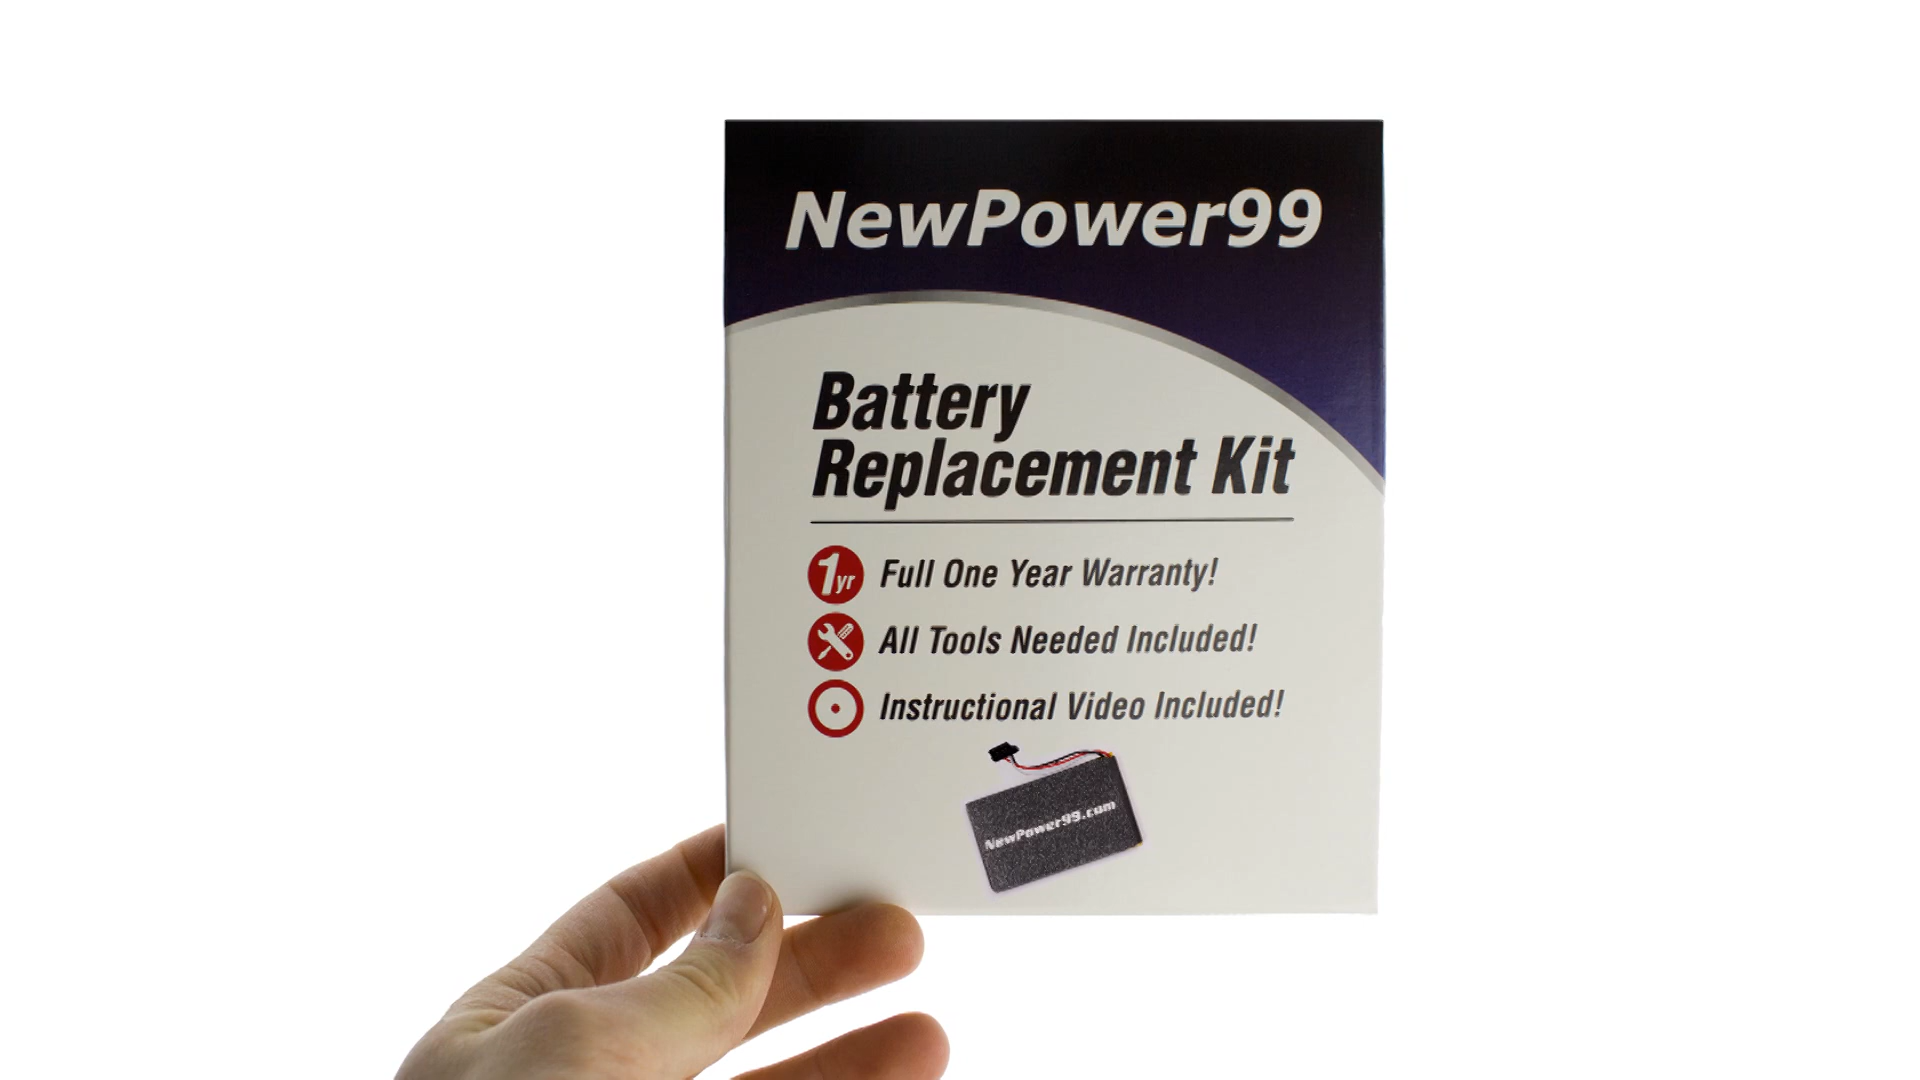 NewPower99
Battery
Replacement Kit
1yr Full One Year Warranty!
All Tools Needed Included!
Instructional Video Included!
NewPower99.com